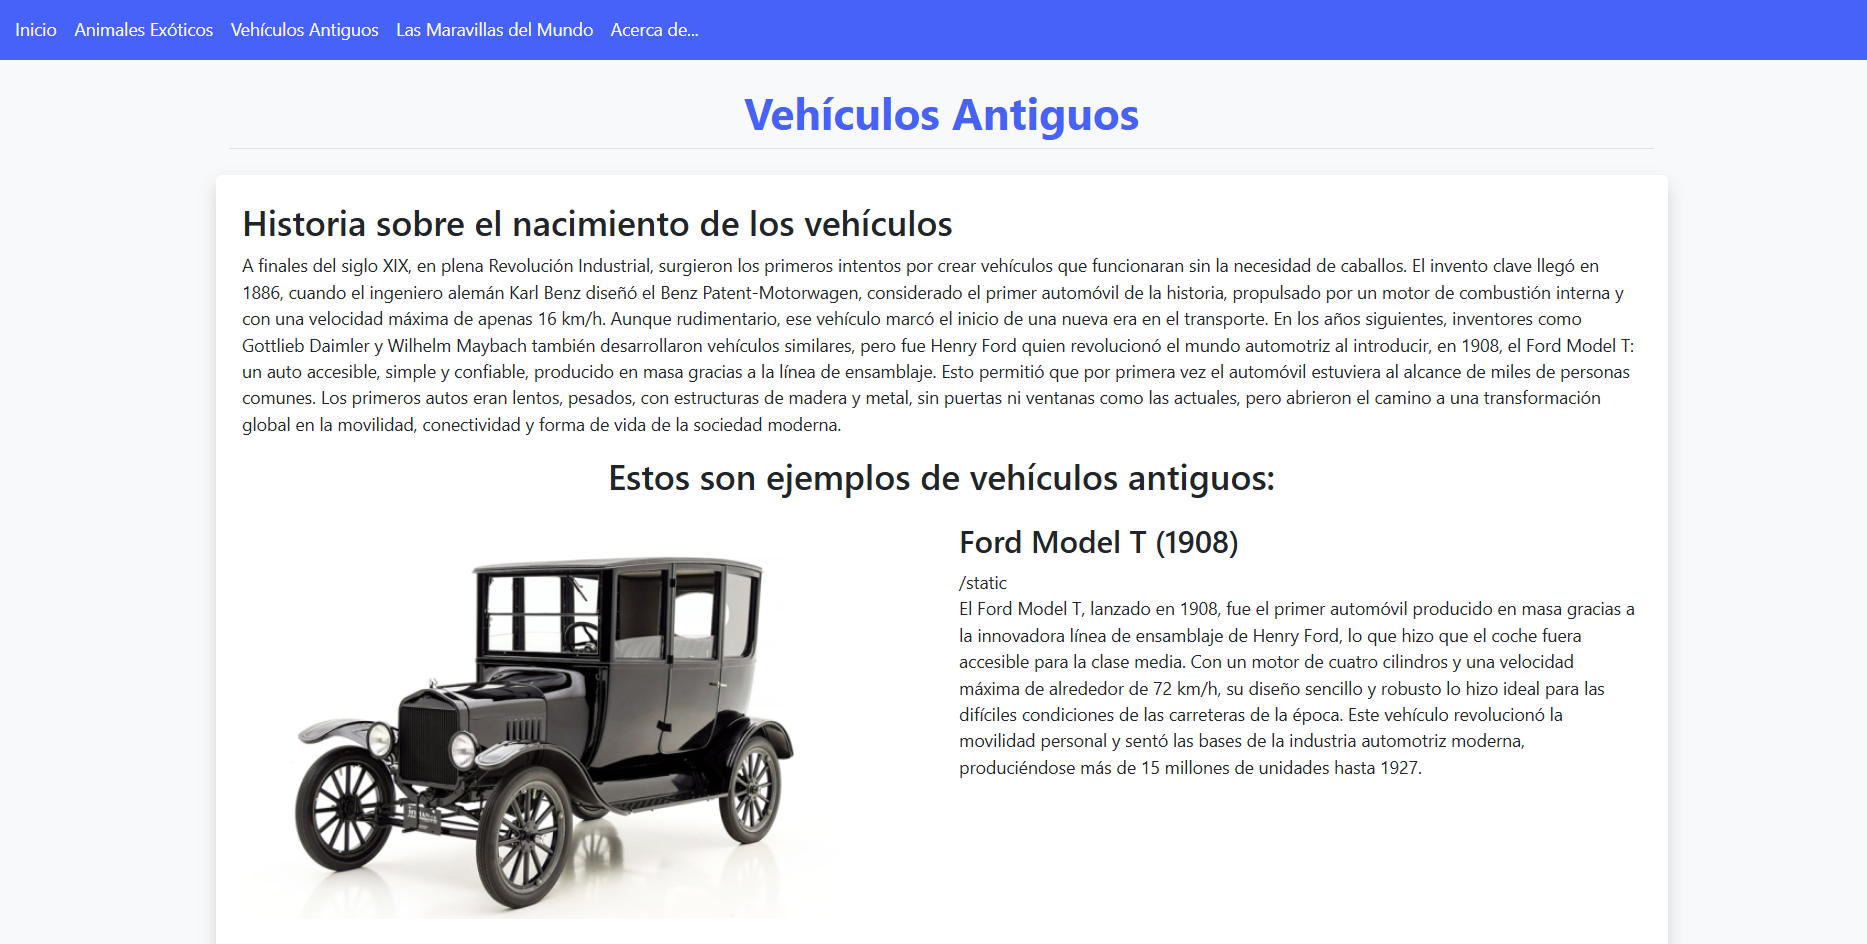 Inicio Animales Exóticos Vehículos Antiguos Las Maravillas del Mundo Acerca de...
Vehículos Antiguos
Historia sobre el nacimiento de los vehículos
A finales del siglo XIX, en plena Revolución Industrial, surgieron los primeros intentos por crear vehículos que funcionaran sin la necesidad de caballos. El invento clave llegó en
1886, cuando el ingeniero alemán Karl Benz diseñó el Benz Patent-Motorwagen, considerado el primer automóvil de la historia, propulsado por un motor de combustión interna y
con una velocidad máxima de apenas 16 km/h. Aunque rudimentario, ese vehículo marcó el inicio de una nueva era en el transporte. En los años siguientes, inventores como
Gottlieb Daimler y Wilhelm Maybach también desarrollaron vehículos similares, pero fue Henry Ford quien revolucionó el mundo automotriz al introducir, en 1908, el Ford Model T:
un auto accesible, simple y confiable, producido en masa gracias a la línea de ensamblaje. Esto permitió que por primera vez el automóvil estuviera al alcance de miles de personas
comunes. Los primeros autos eran lentos, pesados, con estructuras de madera y metal, sin puertas ni ventanas como las actuales, pero abrieron el camino a una transformación
global en la movilidad, conectividad y forma de vida de la sociedad moderna.
Estos son ejemplos de vehículos antiguos:
Ford Model T (1908)
/static
El Ford Model T, lanzado en 1908, fue el primer automóvil producido en masa gracias a
la innovadora línea de ensamblaje de Henry Ford, lo que hizo que el coche fuera
accesible para la clase media. Con un motor de cuatro cilindros y una velocidad
máxima de alrededor de 72 km/h, su diseño sencillo y robusto lo hizo ideal para las
difíciles condiciones de las carreteras de la época. Este vehículo revolucionó la
movilidad personal y sentó las bases de la industria automotriz moderna,
produciéndose más de 15 millones de unidades hasta 1927.